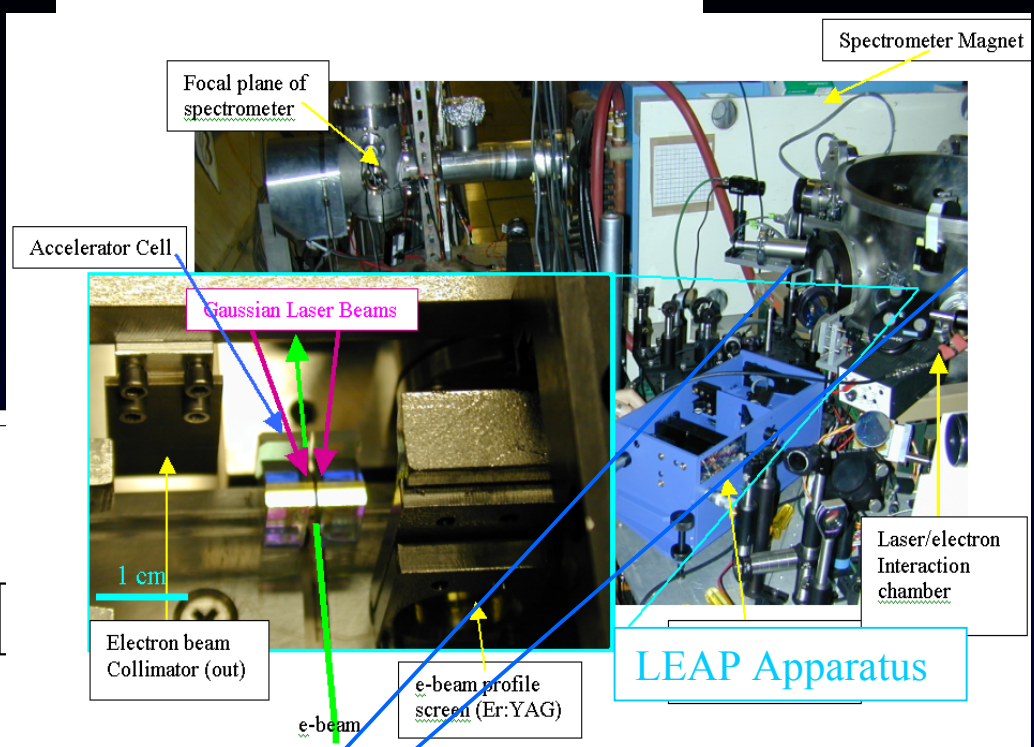 Spectrometer Magnet
Focal plane of
spectrometer
Accelerator Cell
Gaussian Laser Beams
1 cm
Laser/electron
Interaction
chamber
Electron beam
Collimator (out)
LEAP Apparatus
e-beam profile
screen (Er:YAG)
e-beam